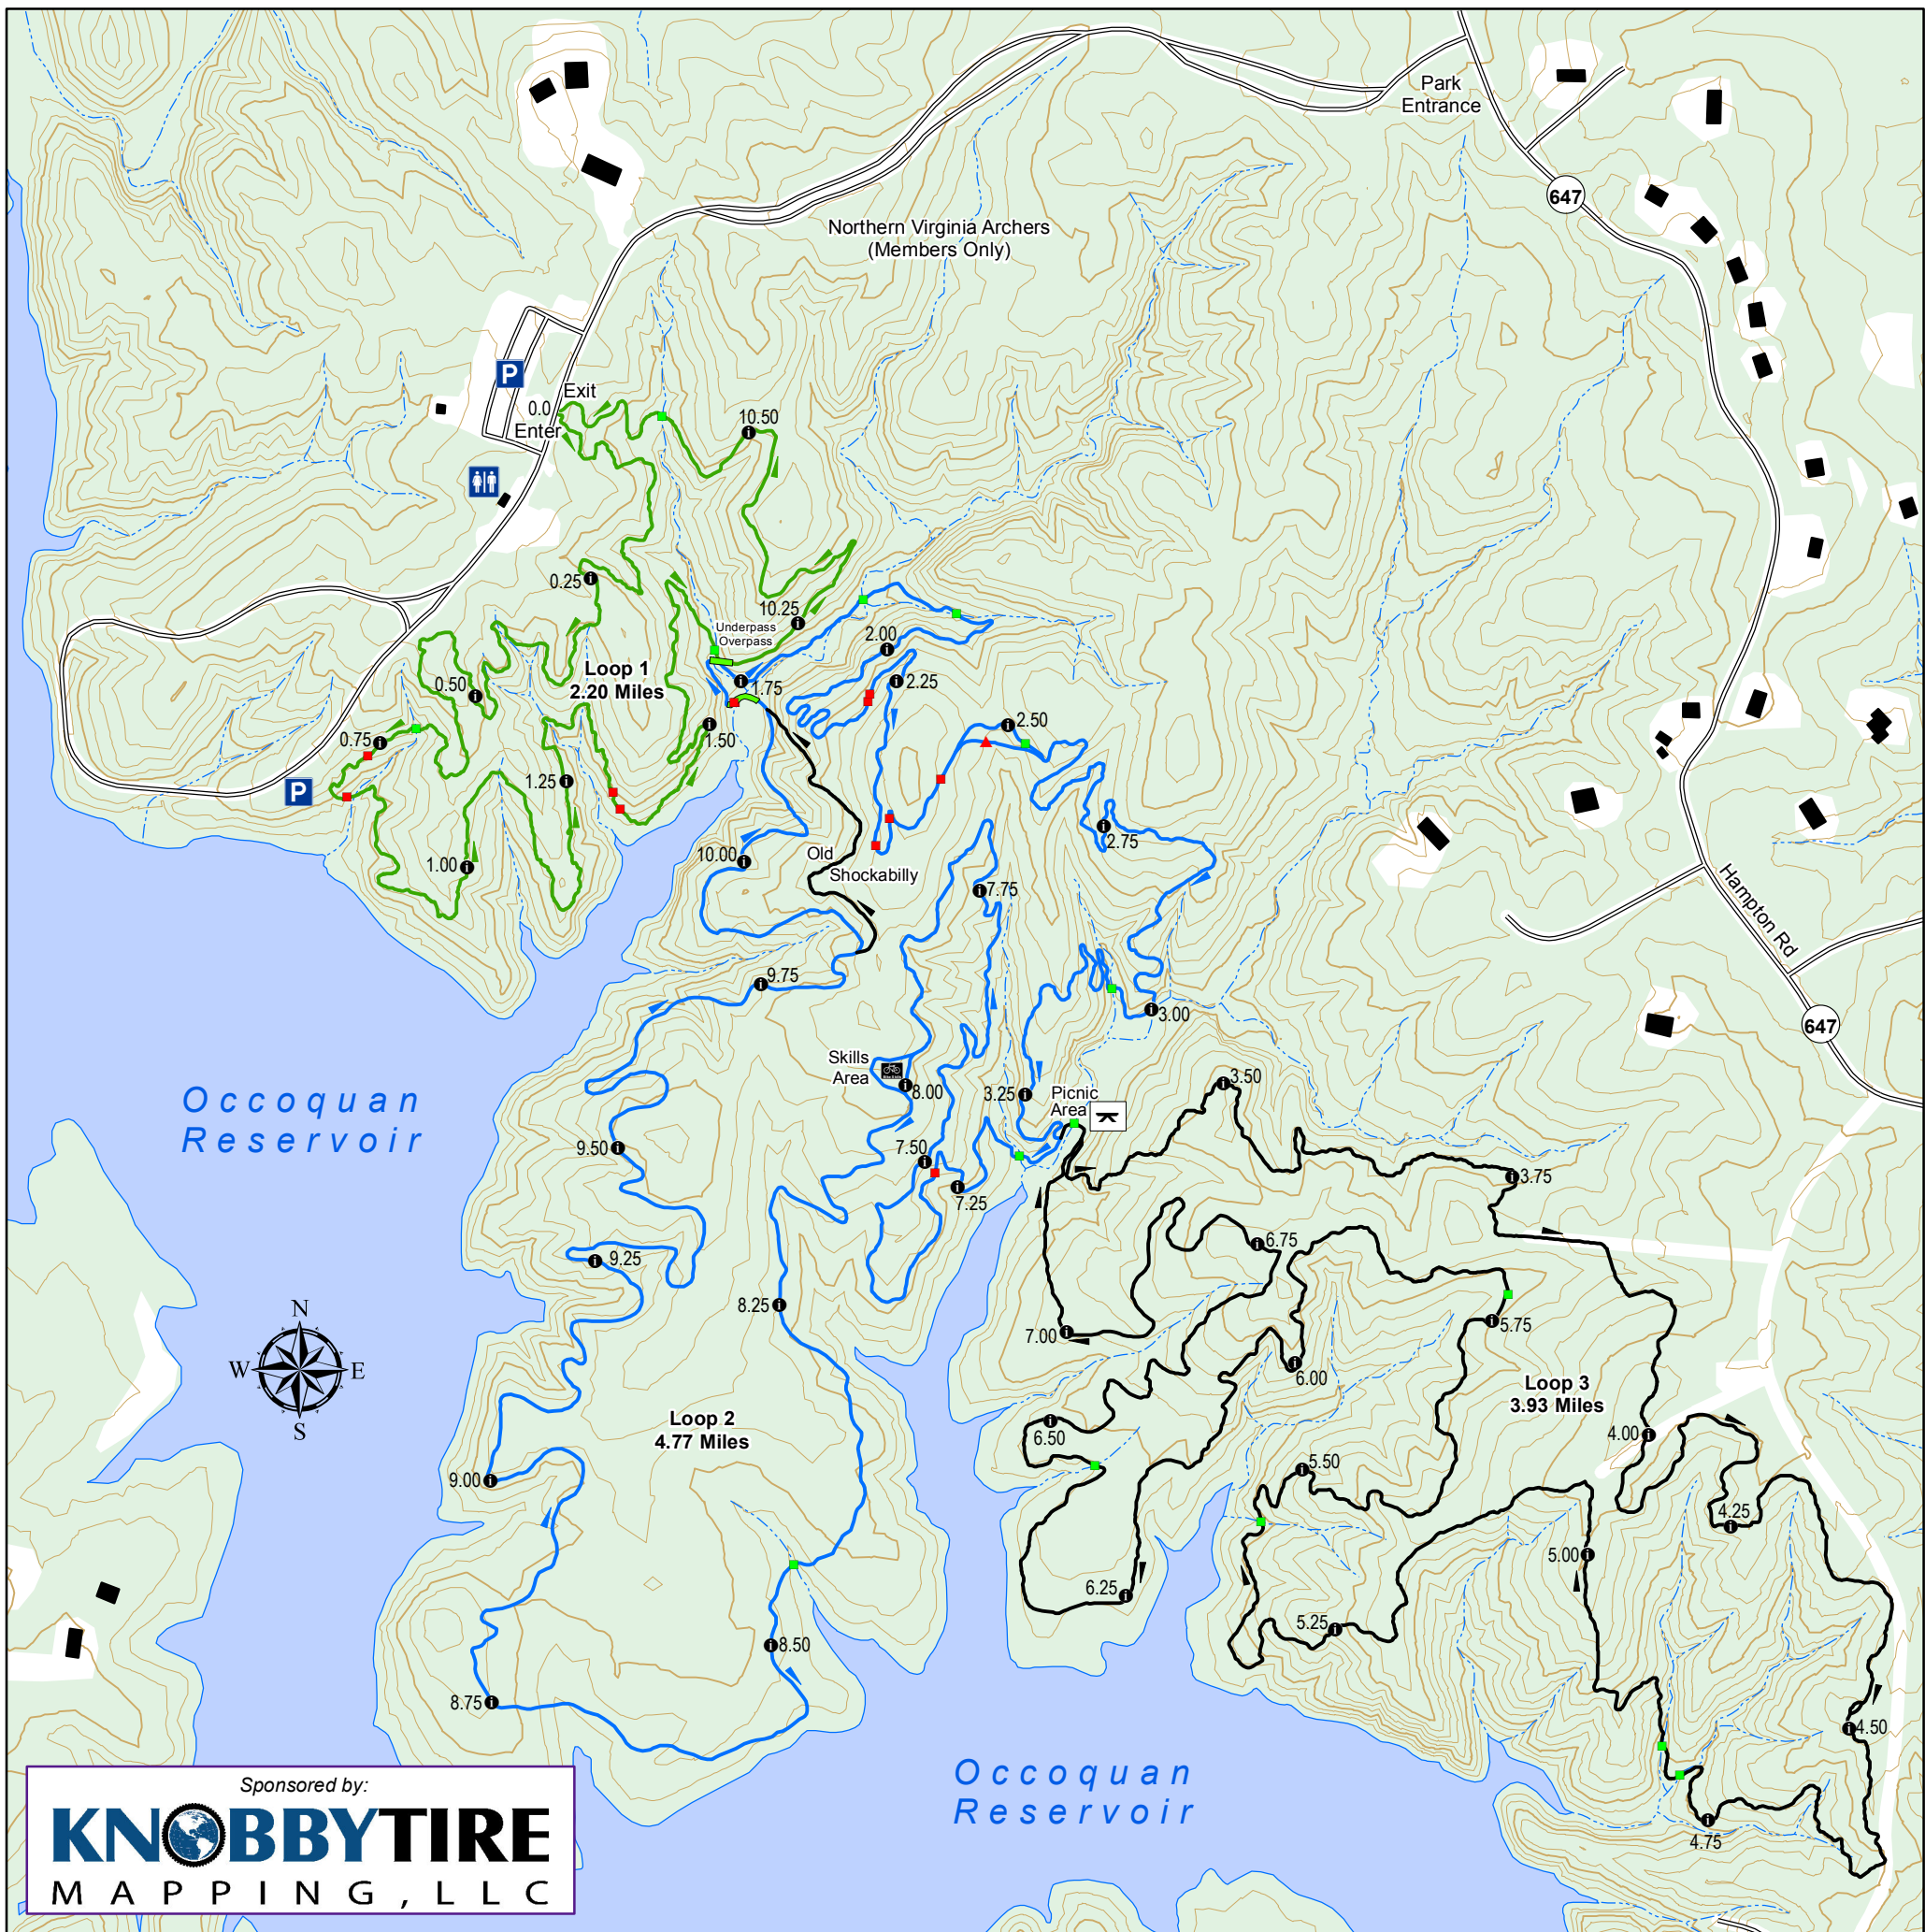 Park
Entrance
647
Northern Virginia Archers
(Members Only)
P
Exit
0.0
Enter
10.50
0.25
10.25
Underpass
Overpass
2.00
Loop 1
2.20 Miles
0.50
1.75
2.25
0.75
1.50
2.50
P
1.25
2.75
10.00
Old
Shockabilly
1.00
7.75
Hampton Rd
9.75
3.00
647
Skills
Area
8.00
3.25
Picnic
Area
3.50
Occoquan
Reservoir
9.50
7.50
7.25
3.75
9.25
6.75
8.25
7.00
5.75
N
W
E
S
6.00
Loop 3
3.93 Miles
Loop 2
4.77 Miles
6.50
4.00
9.00
5.50
4.25
5.00
6.25
5.25
8.50
8.75
4.50
Occoquan
Reservoir
4.75
Sponsored by:
KNOBBYTIRE
MAPPING, LLC